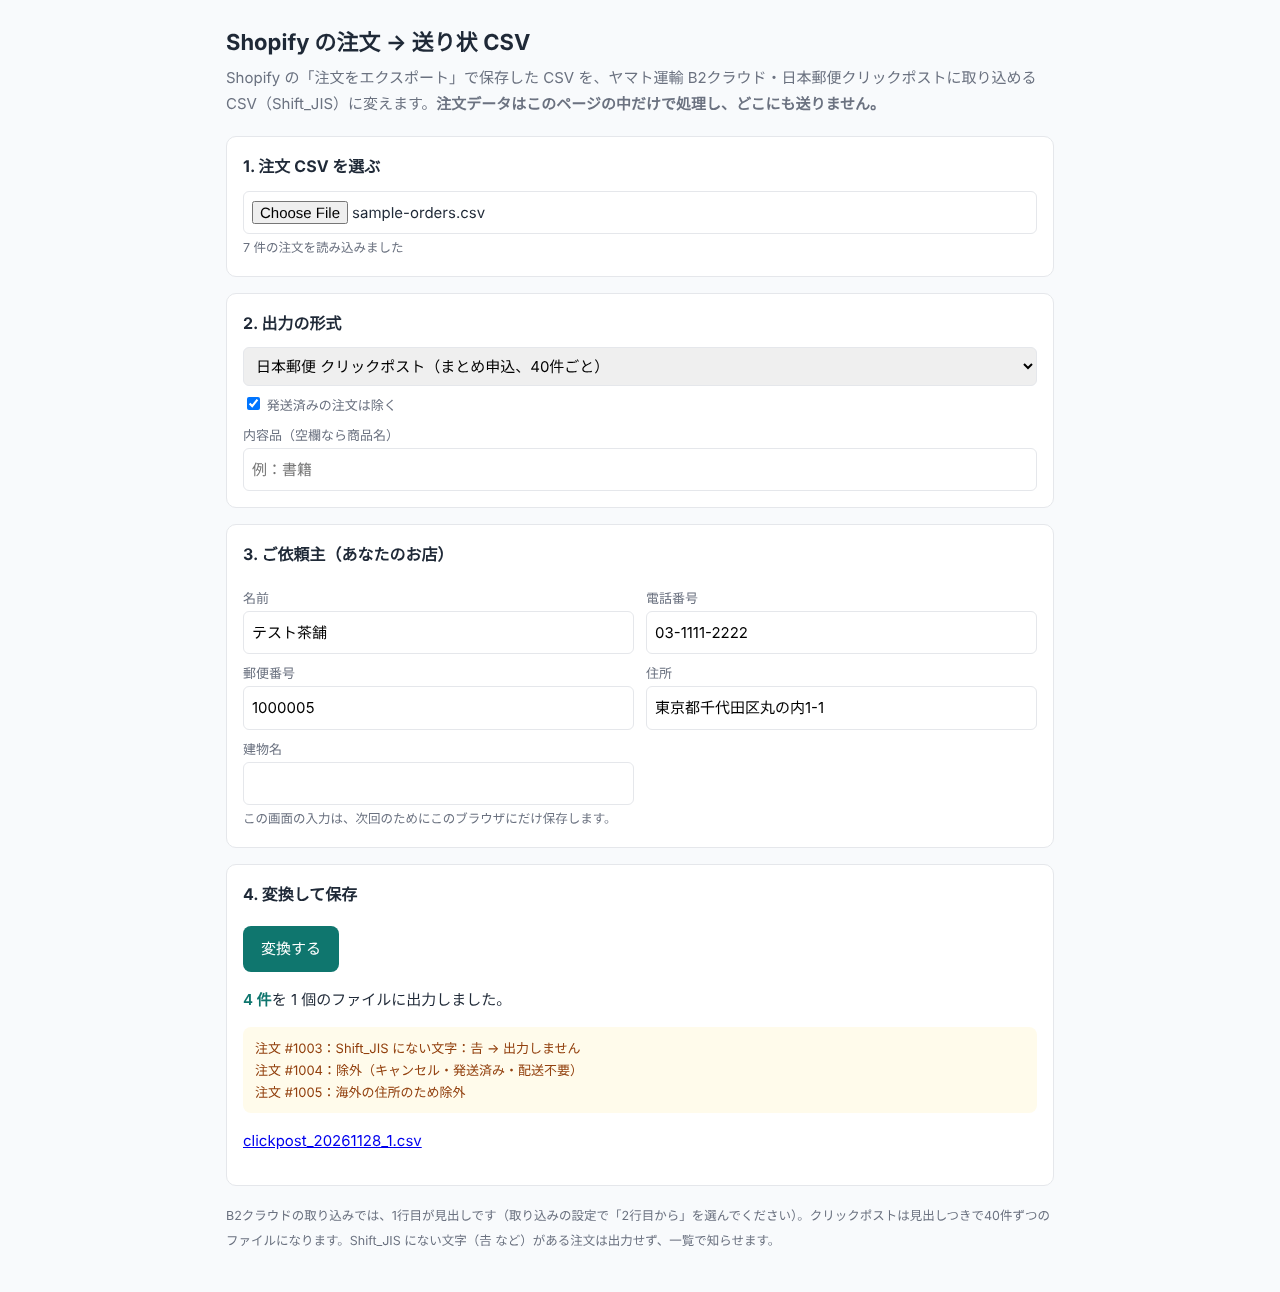 Shopify の注文 → 送り状 CSV
Shopify の「注文をエクスポート」で保存した CSV を、ヤマト運輸 B2クラウド・日本郵便クリックポストに取り込める
CSV（Shift_JIS）に変えます。注文データはこのページの中だけで処理し、どこにも送りません。
1. 注文 CSV を選ぶ
Choose File sample-orders.csv
7 件の注文を読み込みました
2. 出力の形式
日本郵便 クリックポスト（まとめ申込、40件ごと）
発送済みの注文は除く
内容品（空欄なら商品名）
例：書籍
3. ご依頼主（あなたのお店）
名前
電話番号
テスト茶舗
03-1111-2222
郵便番号
住所
1000005
東京都千代田区丸の内1-1
建物名
この画面の入力は、次回のためにこのブラウザにだけ保存します。
4. 変換して保存
変換する
4 件を 1 個のファイルに出力しました。
注文 #1003：Shift_JIS にない文字：𠮷 → 出力しません
注文 #1004：除外（キャンセル・発送済み・配送不要）
注文 #1005：海外の住所のため除外
clickpost_20261128_1.csv
B2クラウドの取り込みでは、1行目が見出しです（取り込みの設定で「2行目から」を選んでください）。クリックポストは見出しつきで40件ずつの
ファイルになります。Shift_JIS にない文字（𠮷 など）がある注文は出力せず、一覧で知らせます。